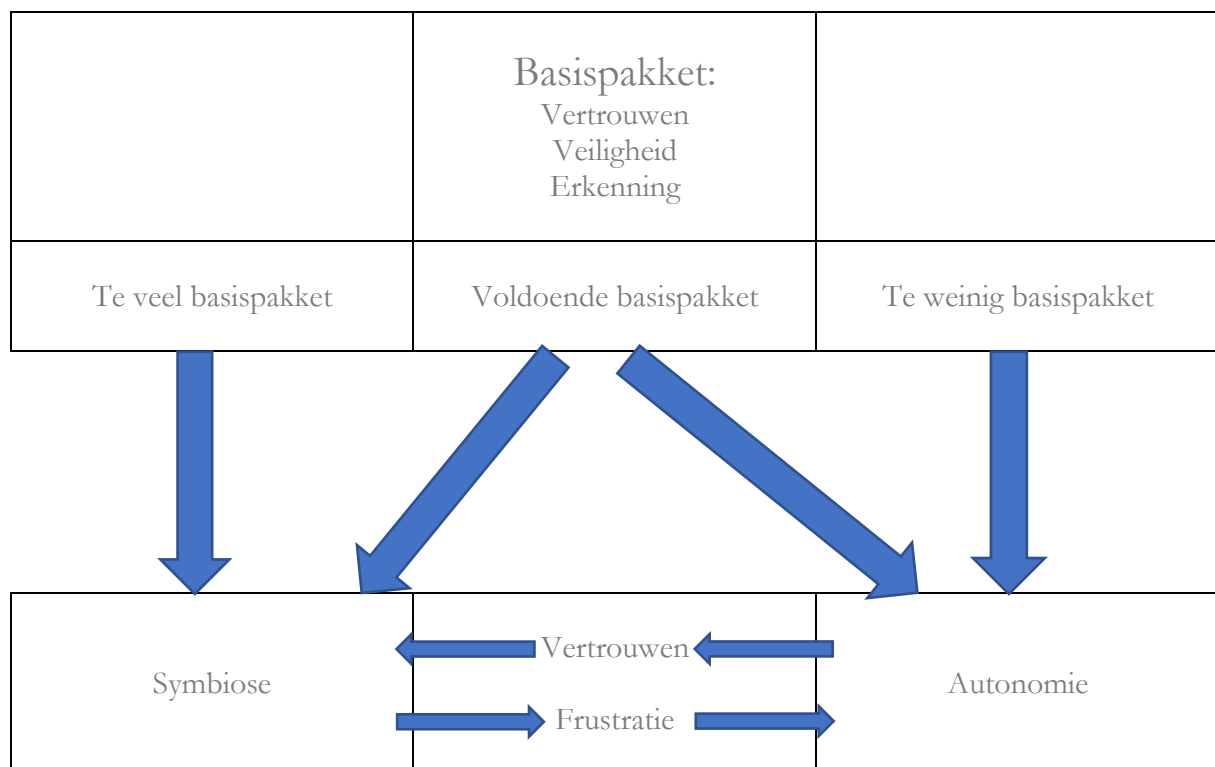 Basispakket:
Vertrouwen
Veiligheid
Erkenning
Te veel basispakket
Voldoende basispakket
Te weinig basispakket
Vertrouwen
Symbiose
Autonomie
Frustratie